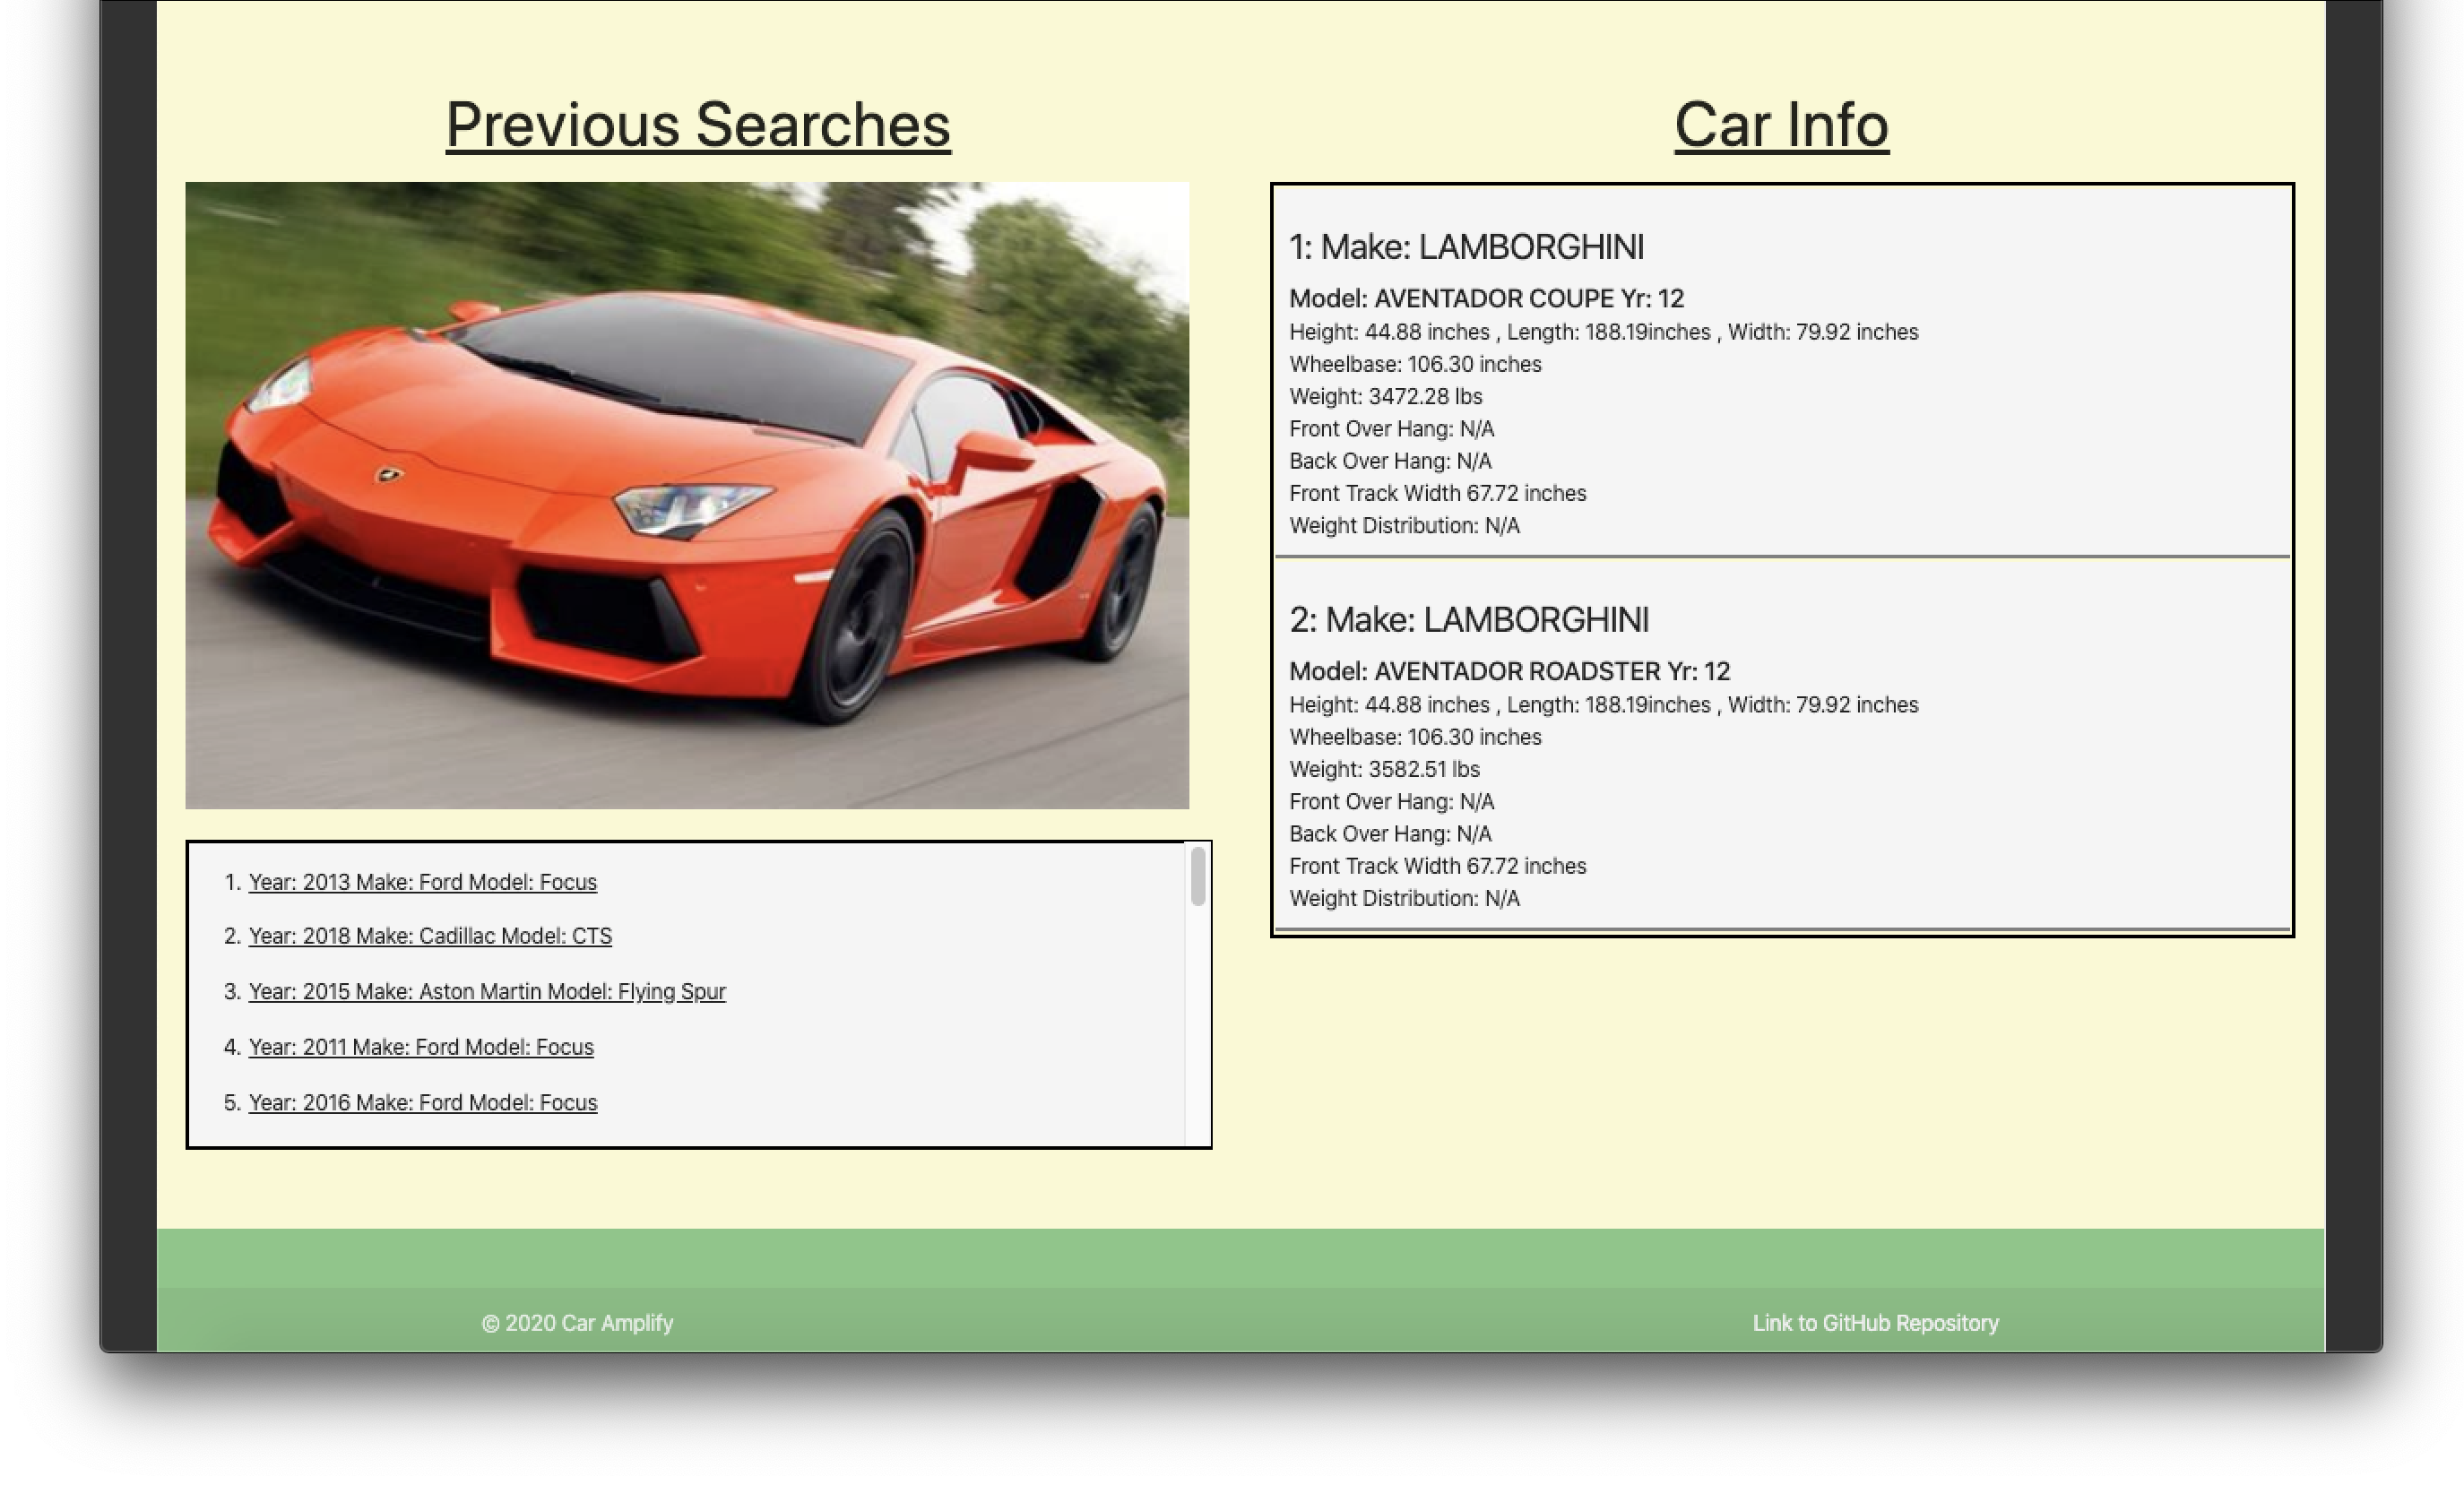 Previous Searches
1. Year: 2013 Make: Ford Model: Focus
2. Year: 2018 Make: Cadillac Model: CTS
3. Year: 2015 Make: Aston Martin Model: Flying Spur
4. Year: 2011 Make: Ford Model: Focus
5. Year: 2016 Make: Ford Model: Focus
Car Info
1: Make: LAMBORGHINI
Model: AVENTADOR COUPE Yr: 12
Height: 44.88 inches , Length: 188.19inches , Width: 79.92 inches
Wheelbase: 106.30 inches
Weight: 3472.28 lbs
Front Over Hang: N/A
Back Over Hang: N/A
Front Track Width 67.72 inches
Weight Distribution: N/A
2: Make: LAMBORGHINI
Model: AVENTADOR ROADSTER Yr: 12
Height: 44.88 inches , Length: 188.19inches , Width: 79.92 inches
Wheelbase: 106.30 inches
Weight: 3582.51 lbs
Front Over Hang: N/A
Back Over Hang: N/A
Front Track Width 67.72 inches
Weight Distribution: N/A
© 2020 Car Amplify
Link to GitHub Repository